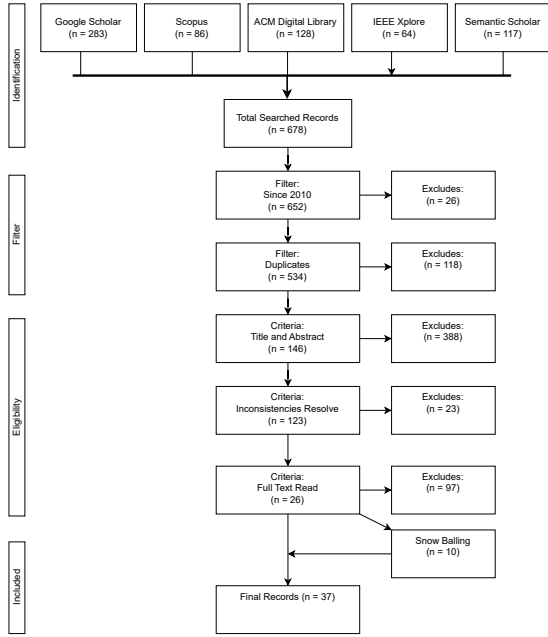 Identification
Google Scholar
(n = 283)
Scopus
(n = 86)
ACM Digital Library
(n = 128)
IEEE Xplore
(n = 64)
Semantic Scholar
(n = 117)
Total Searched Records
(n = 678)
Filter
Filter:
Since 2010
(n = 652)
Excludes:
(n = 26)
Filter:
Duplicates
(n = 534)
Excludes:
(n = 118)
Eligibility
Criteria:
Title and Abstract
(n = 146)
Excludes:
(n = 388)
Criteria:
Inconsistencies Resolve
(n = 123)
Excludes:
(n = 23)
Criteria:
Full Text Read
(n = 26)
Excludes:
(n = 97)
Snow Balling
(n = 10)
Included
Final Records (n = 37)